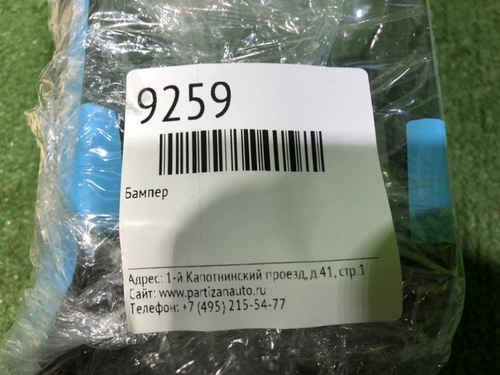 9259
Бампер
Адрес: 1-й Капотнинский проезд, д.41, стр.1
Сайт: www.partizanauto.ru
Телефон: +7 (495) 215-54-77